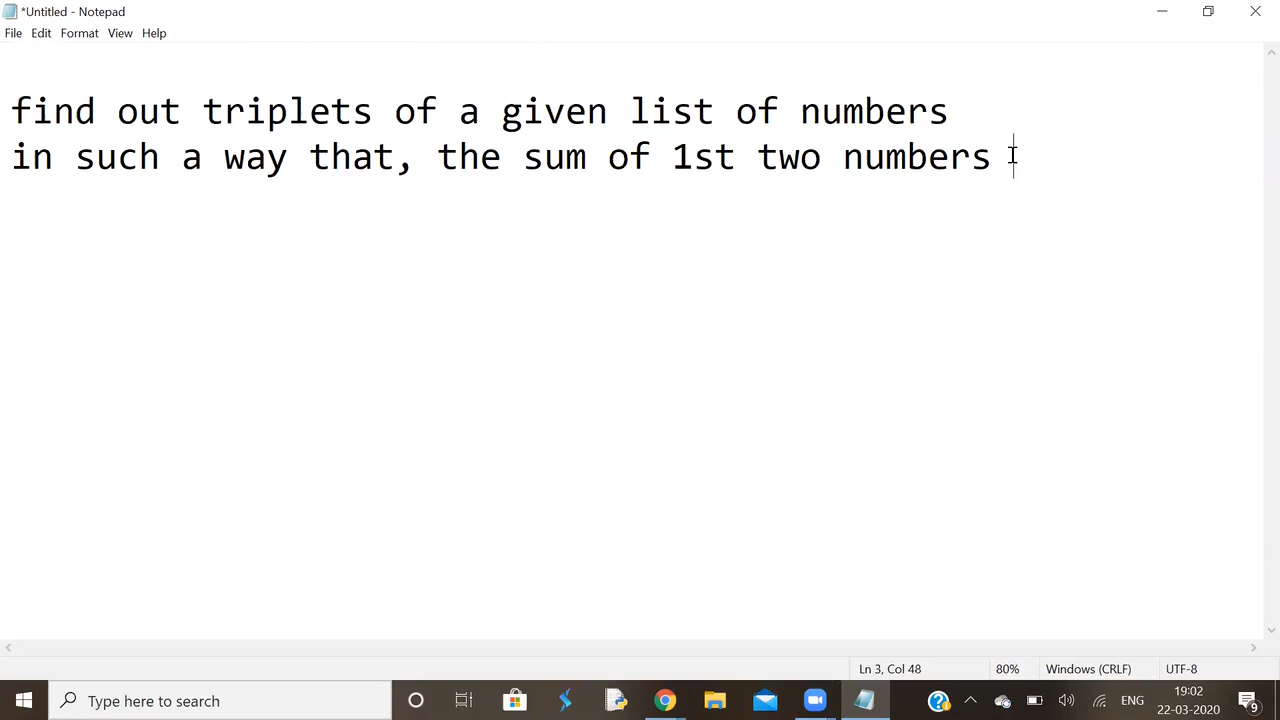 *Untitled - Notepad
File Edit Format View Help
find out triplets of a given list of numbers
in such a way that, the sum of 1st two numbers
Ln 3, Col 48 80% Windows (CRLF) UTF-8
Type here to search
ENG
19:02
22-03-2020
9